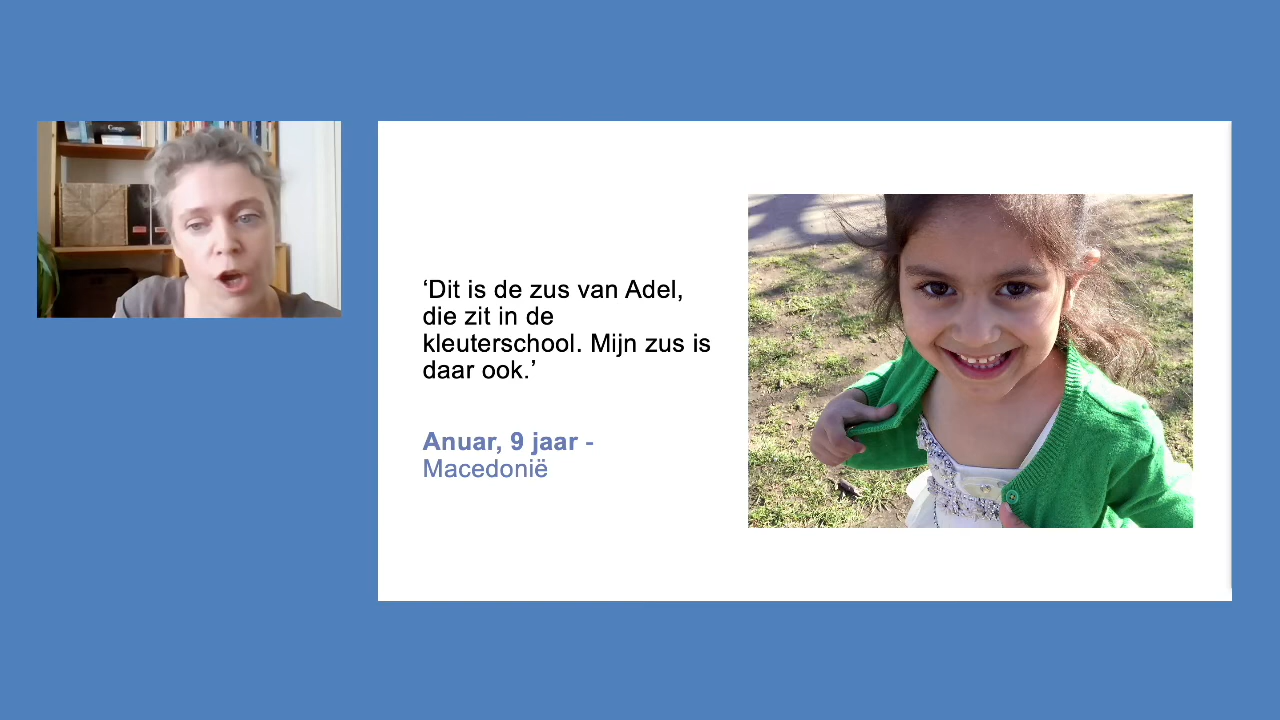 ‘Dit is de zus van Adel,
die zit in de
kleuterschool. Mijn zus is
daar ook.’
Anuar, 9 jaar -
Macedonië